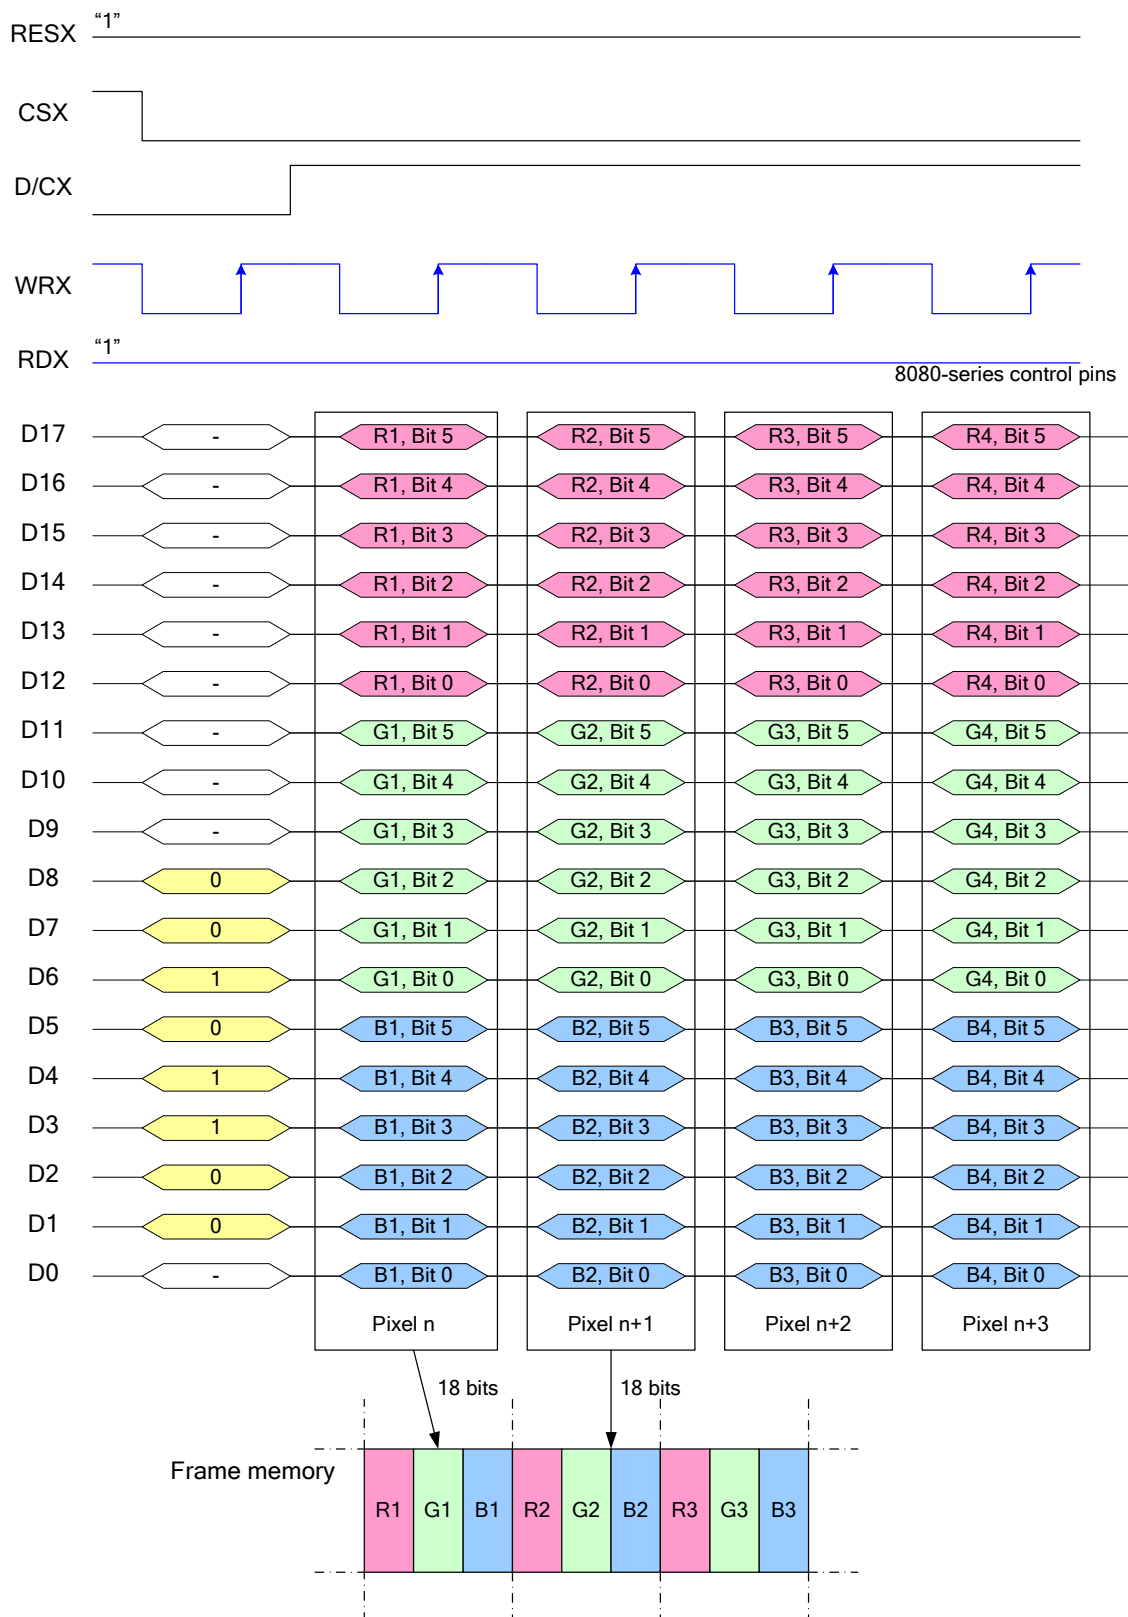 RESX “1”
CSX
D/CX
WRX
RDX “1”
8080-series control pins
D17 - R1, Bit 5 R2, Bit 5 R3, Bit 5 R4, Bit 5
D16 - R1, Bit 4 R2, Bit 4 R3, Bit 4 R4, Bit 4
D15 - R1, Bit 3 R2, Bit 3 R3, Bit 3 R4, Bit 3
D14 - R1, Bit 2 R2, Bit 2 R3, Bit 2 R4, Bit 2
D13 - R1, Bit 1 R2, Bit 1 R3, Bit 1 R4, Bit 1
D12 - R1, Bit 0 R2, Bit 0 R3, Bit 0 R4, Bit 0
D11 - G1, Bit 5 G2, Bit 5 G3, Bit 5 G4, Bit 5
D10 - G1, Bit 4 G2, Bit 4 G3, Bit 4 G4, Bit 4
D9 - G1, Bit 3 G2, Bit 3 G3, Bit 3 G4, Bit 3
D8 0 G1, Bit 2 G2, Bit 2 G3, Bit 2 G4, Bit 2
D7 0 G1, Bit 1 G2, Bit 1 G3, Bit 1 G4, Bit 1
D6 1 G1, Bit 0 G2, Bit 0 G3, Bit 0 G4, Bit 0
D5 0 B1, Bit 5 B2, Bit 5 B3, Bit 5 B4, Bit 5
D4 1 B1, Bit 4 B2, Bit 4 B3, Bit 4 B4, Bit 4
D3 1 B1, Bit 3 B2, Bit 3 B3, Bit 3 B4, Bit 3
D2 0 B1, Bit 2 B2, Bit 2 B3, Bit 2 B4, Bit 2
D1 0 B1, Bit 1 B2, Bit 1 B3, Bit 1 B4, Bit 1
D0 - B1, Bit 0 B2, Bit 0 B3, Bit 0 B4, Bit 0
Pixel n Pixel n+1 Pixel n+2 Pixel n+3
18 bits 18 bits
Frame memory
R1 G1 B1 R2 G2 B2 R3 G3 B3